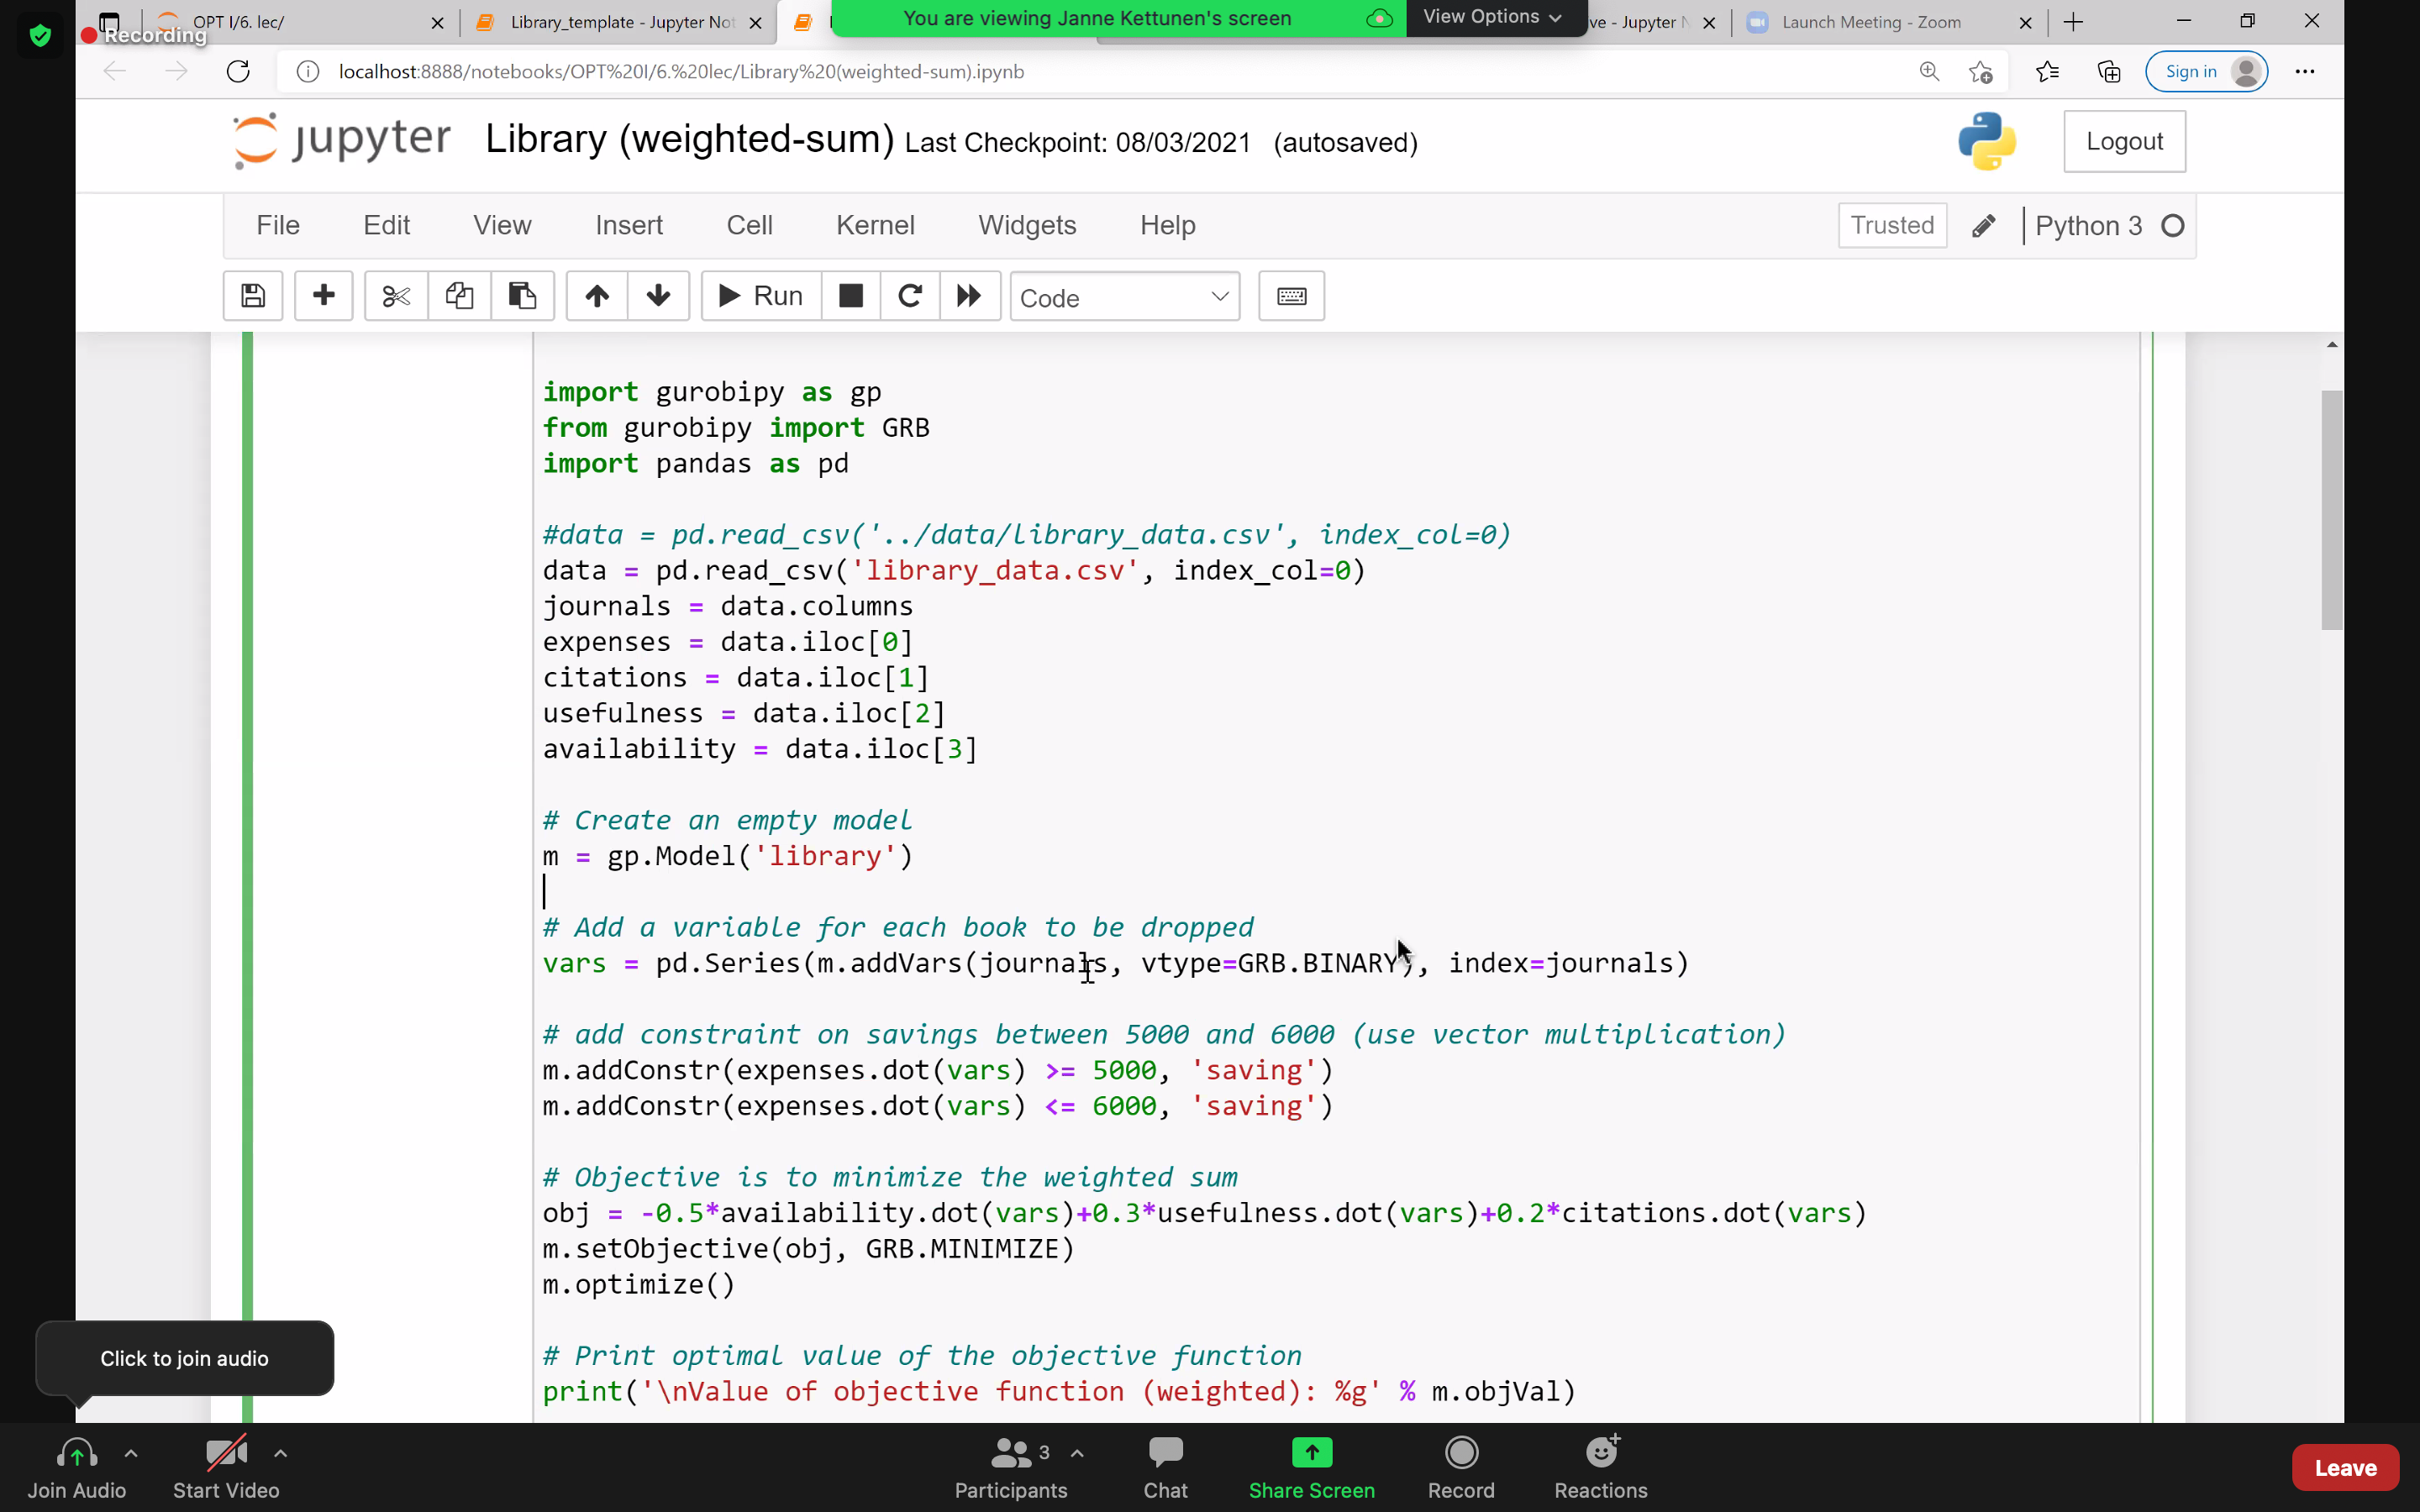 OPT I/6. lec/
Library_template - Jupyter Not
You are viewing Janne Kettunen's screen
View Options
ve - Jupyter N
Launch Meeting - Zoom
Recording
localhost:8888/notebooks/OPT%20I/6.%20lec/Library%20(weighted-sum).ipynb
Sign in
jupyter Library (weighted-sum) Last Checkpoint: 08/03/2021 (autosaved)
Logout
File Edit View Insert Cell Kernel Widgets Help
Trusted
Python 3
Run
Code
import gurobipy as gp
from gurobipy import GRB
import pandas as pd
#data = pd.read_csv('../data/library_data.csv', index_col=0)
data = pd.read_csv('library_data.csv', index_col=0)
journals = data.columns
expenses = data.iloc[0]
citations = data.iloc[1]
usefulness = data.iloc[2]
availability = data.iloc[3]
# Create an empty model
m = gp.Model('library')
# Add a variable for each book to be dropped
vars = pd.Series(m.addVars(journals, vtype=GRB.BINARY), index=journals)
# add constraint on savings between 5000 and 6000 (use vector multiplication)
m.addConstr(expenses.dot(vars) >= 5000, 'saving')
m.addConstr(expenses.dot(vars) <= 6000, 'saving')
# Objective is to minimize the weighted sum
obj = -0.5*availability.dot(vars)+0.3*usefulness.dot(vars)+0.2*citations.dot(vars)
m.setObjective(obj, GRB.MINIMIZE)
m.optimize()
# Print optimal value of the objective function
print('\nValue of objective function (weighted): %g' % m.objVal)
Click to join audio
Join Audio
Start Video
3
Participants
Chat
Share Screen
Record
Reactions
Leave